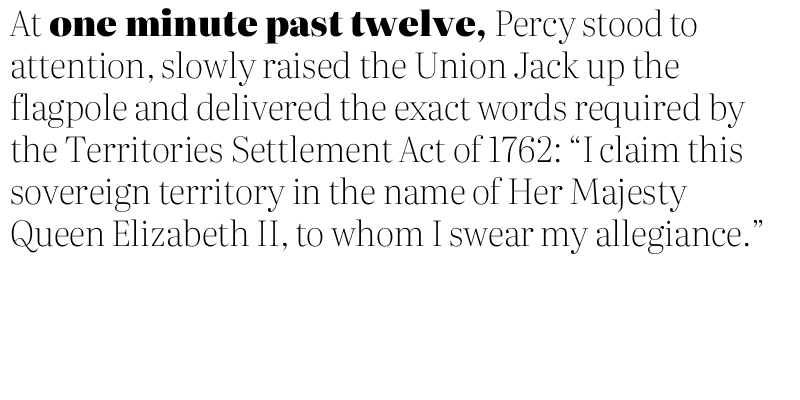 At one minute past twelve, Percy stood to
attention, slowly raised the Union Jack up the
flagpole and delivered the exact words required by
the Territories Settlement Act of 1762: “I claim this
sovereign territory in the name of Her Majesty
Queen Elizabeth II, to whom I swear my allegiance.”